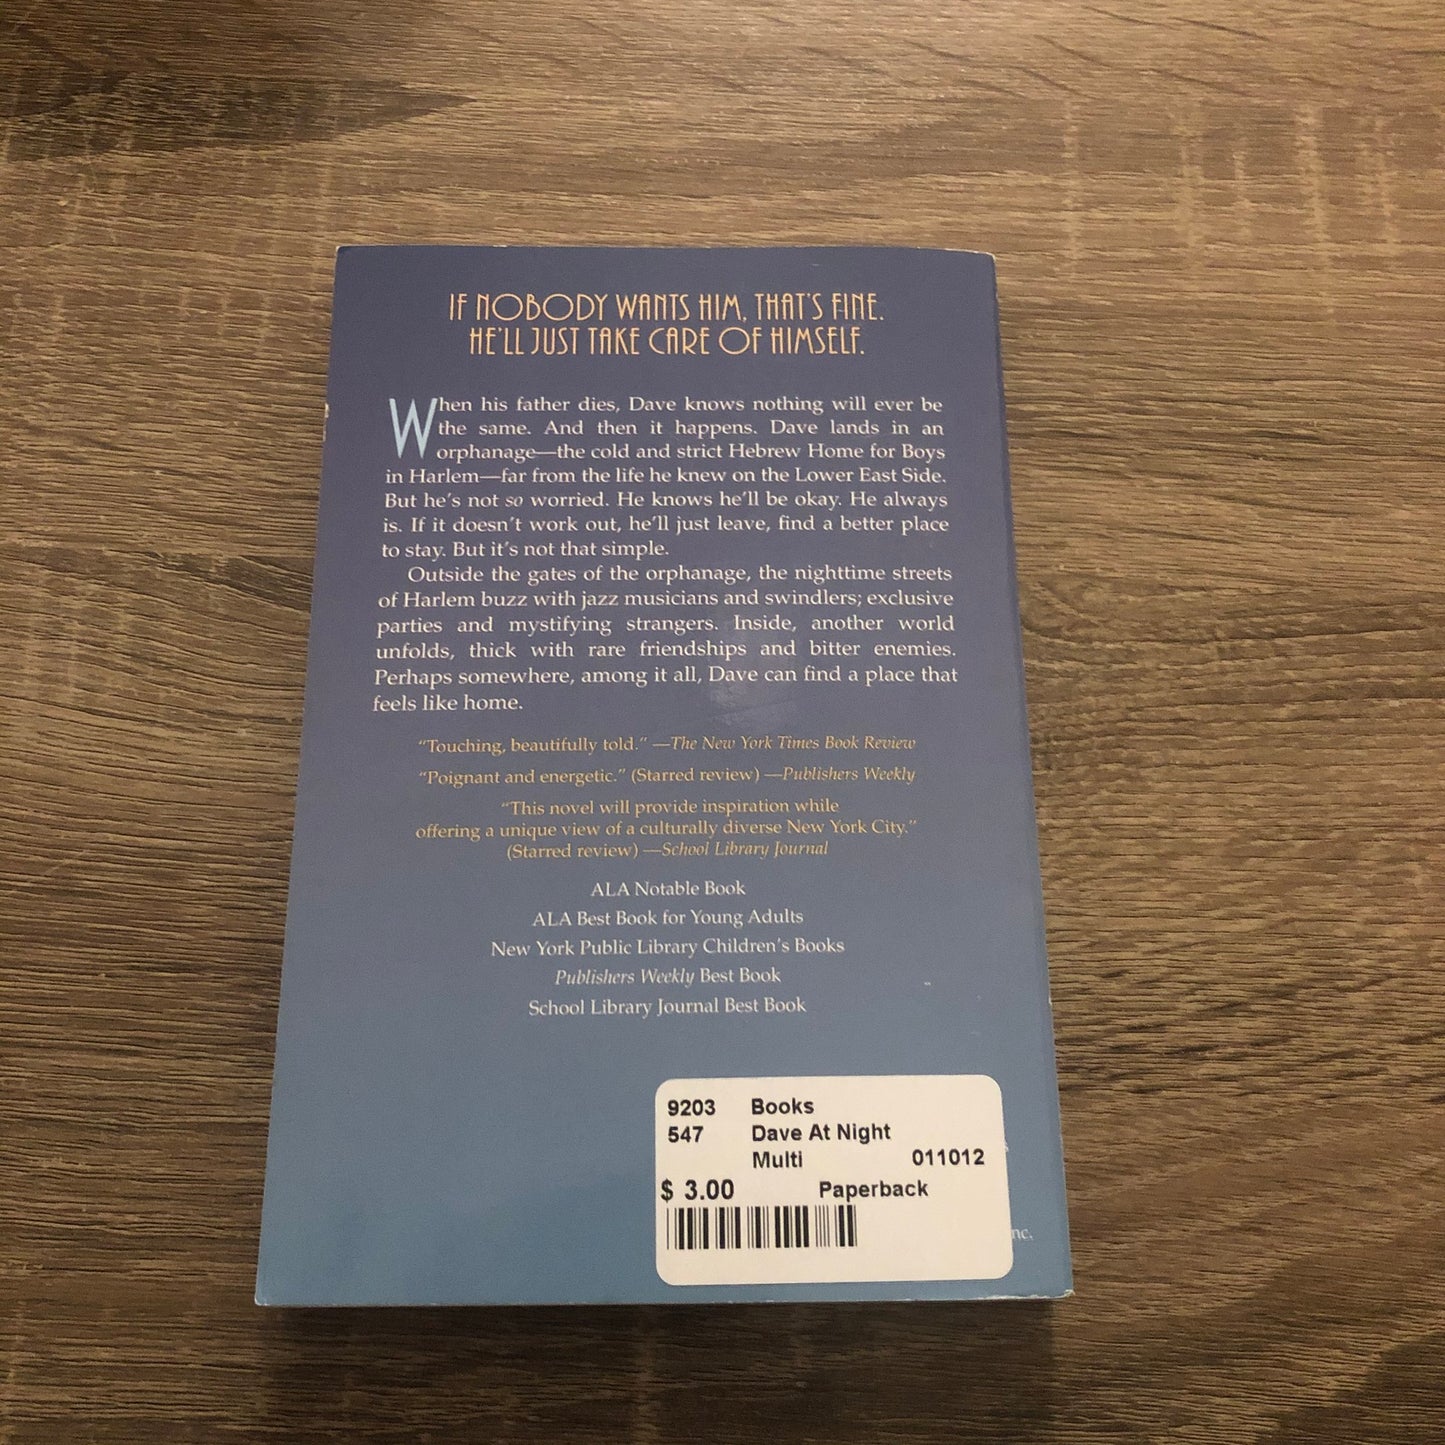 IF NOBODY WANTS HIM, THAT'S FINE.
HE'LL JUST TAKE CARE OF HIMSELF.
When his father dies, Dave knows nothing will ever be
the same. And then it happens. Dave lands in an
orphanage—the cold and strict Hebrew Home for Boys
in Harlem—far from the life he knew on the Lower East Side.
But he's not so worried. He knows he'll be okay. He always
is. If it doesn't work out, he'll just leave, find a better place
to stay. But it's not that simple.
Outside the gates of the orphanage, the nighttime streets
of Harlem buzz with jazz musicians and swindlers; exclusive
parties and mystifying strangers. Inside, another world
unfolds, thick with rare friendships and bitter enemies.
Perhaps somewhere, among it all, Dave can find a place that
feels like home.
"Touching, beautifully told." —The New York Times Book Review
"Poignant and energetic." (Starred review) —Publishers Weekly
"This novel will provide inspiration while
offering a unique view of a culturally diverse New York City."
(Starred review) —School Library Journal
ALA Notable Book
ALA Best Book for Young Adults
New York Public Library Children's Books
Publishers Weekly Best Book
School Library Journal Best Book
9203 Books
547 Dave At Night
Multi 011012
$ 3.00 Paperback
nc.